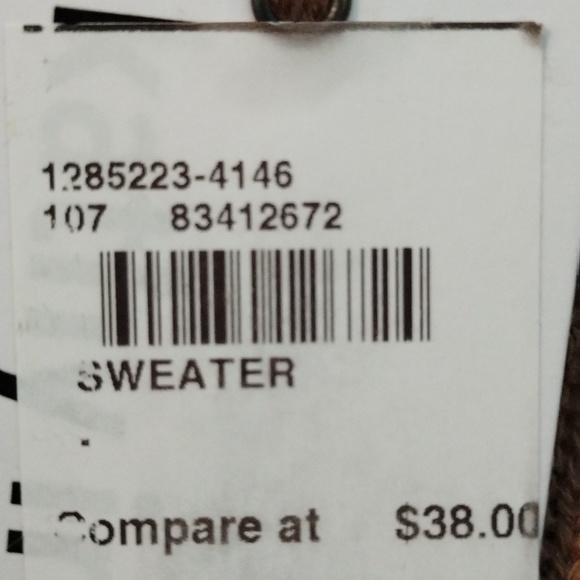 1285223-4146
107 83412672
SWEATER
.
Compare at $38.00